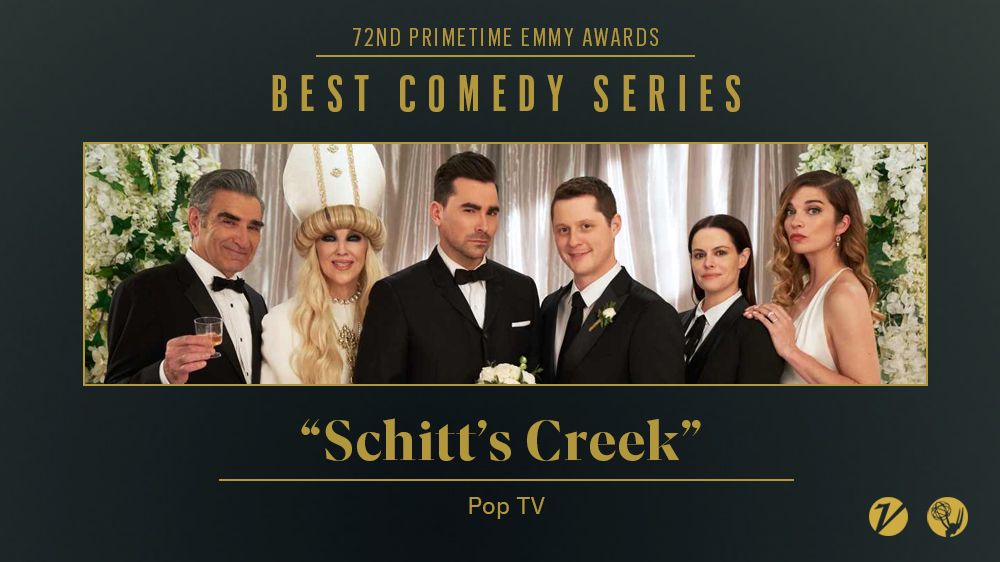 72ND PRIMETIME EMMY AWARDS
BEST COMEDY SERIES
“Schitt’s Creek”
Pop TV
V